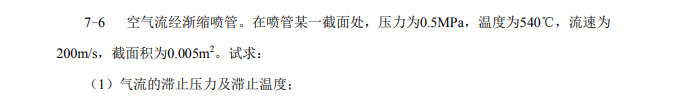 7-6 空气流经渐缩喷管。在喷管某一截面处，压力为0.5MPa，温度为540℃，流速为
200m/s，截面积为0.005m²。试求：
（1）气流的滞止压力及滞止温度；